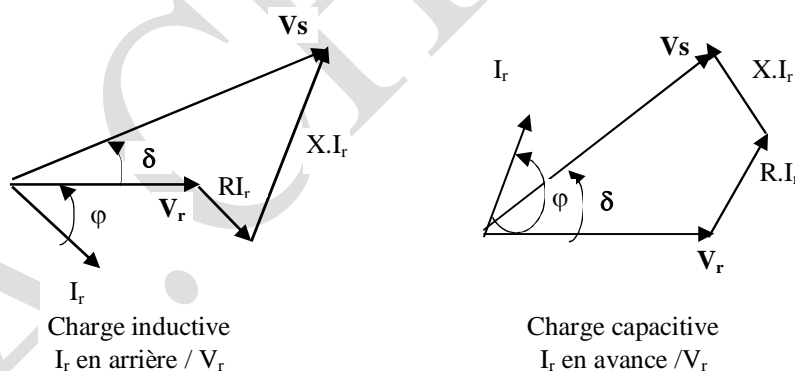 Vs
X.Iᵣ
δ
RIᵣ
Vᵣ
φ
Iᵣ
Charge inductive
Iᵣ en arrière / Vᵣ
Vs
Iᵣ
X.Iᵣ
R.Iᵣ
φ
δ
Vᵣ
Charge capacitive
Iᵣ en avance /Vᵣ